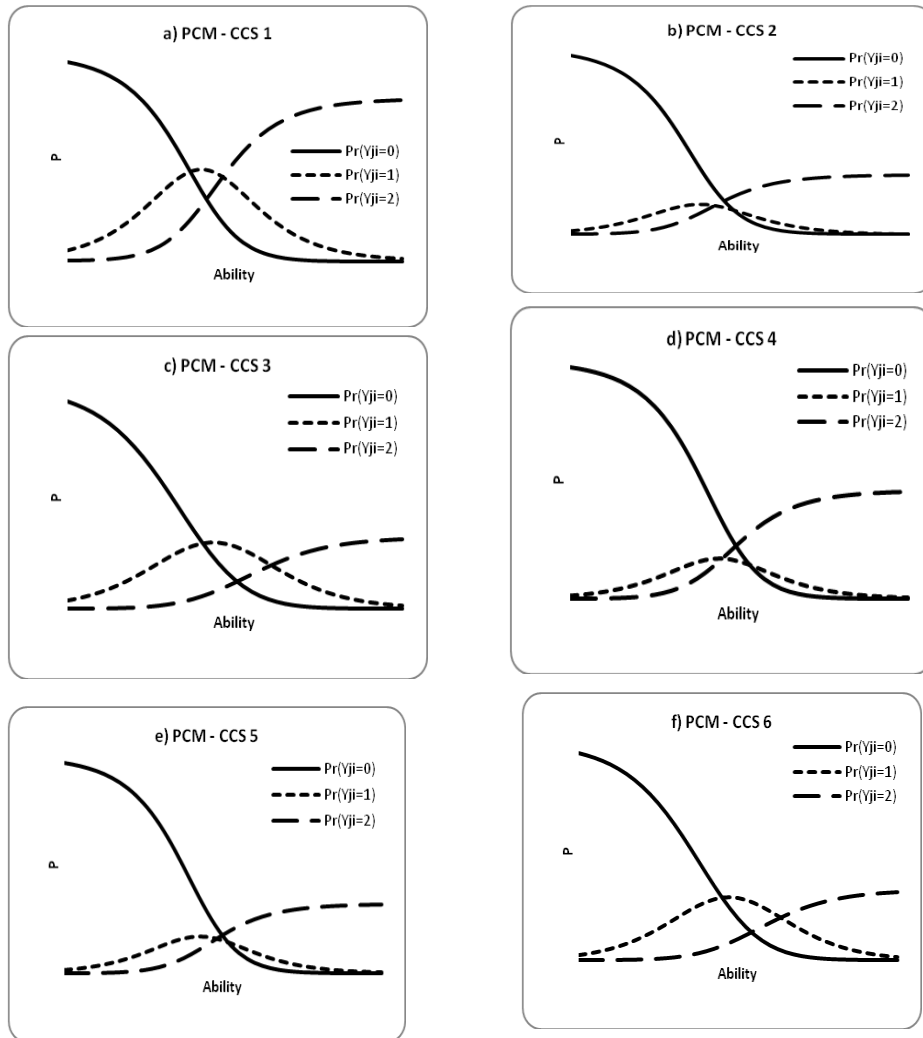 a) PCM - CCS 1
P
Pr(Yji=0)
Pr(Yji=1)
Pr(Yji=2)
Ability
b) PCM - CCS 2
Pr(Yji=0)
Pr(Yji=1)
Pr(Yji=2)
P
Ability
c) PCM - CCS 3
Pr(Yji=0)
Pr(Yji=1)
Pr(Yji=2)
P
Ability
d) PCM - CCS 4
Pr(Yji=0)
Pr(Yji=1)
Pr(Yji=2)
P
Ability
e) PCM - CCS 5
Pr(Yji=0)
Pr(Yji=1)
Pr(Yji=2)
P
Ability
f) PCM - CCS 6
Pr(Yji=0)
Pr(Yji=1)
Pr(Yji=2)
P
Ability